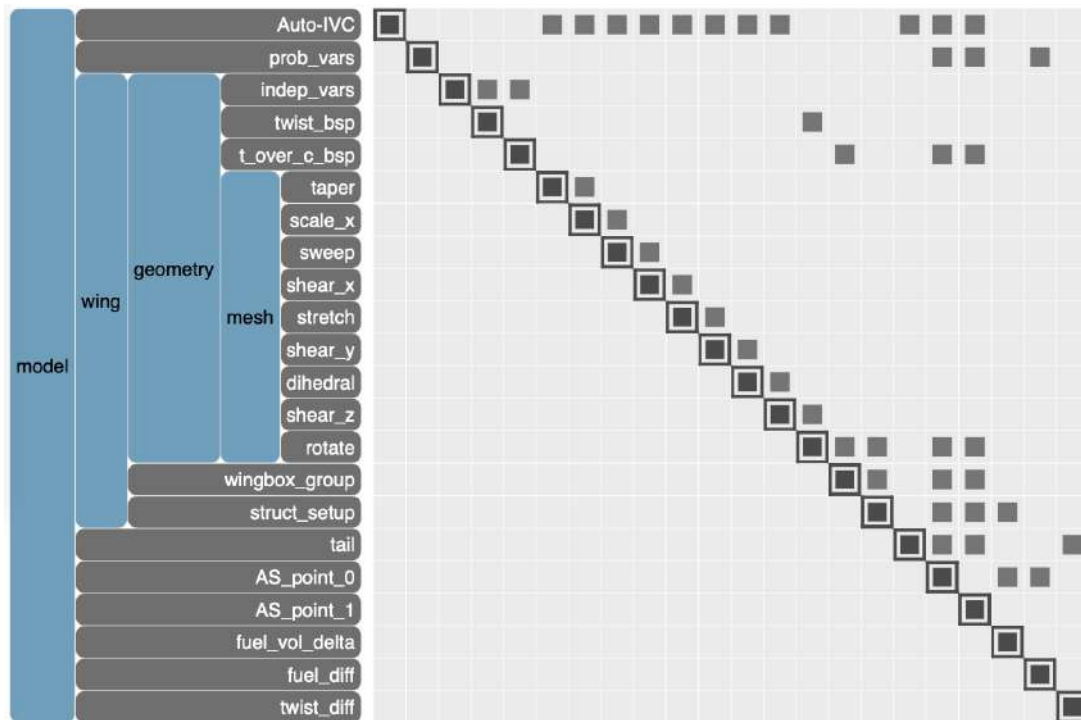 Auto-IVC
prob_vars
indep_vars
twist_bsp
t_over_c_bsp
taper
scale_x
sweep
geometry
shear_x
wing
mesh
stretch
shear_y
model
dihedral
shear_z
rotate
wingbox_group
struct_setup
tail
AS_point_0
AS_point_1
fuel_vol_delta
fuel_diff
twist_diff